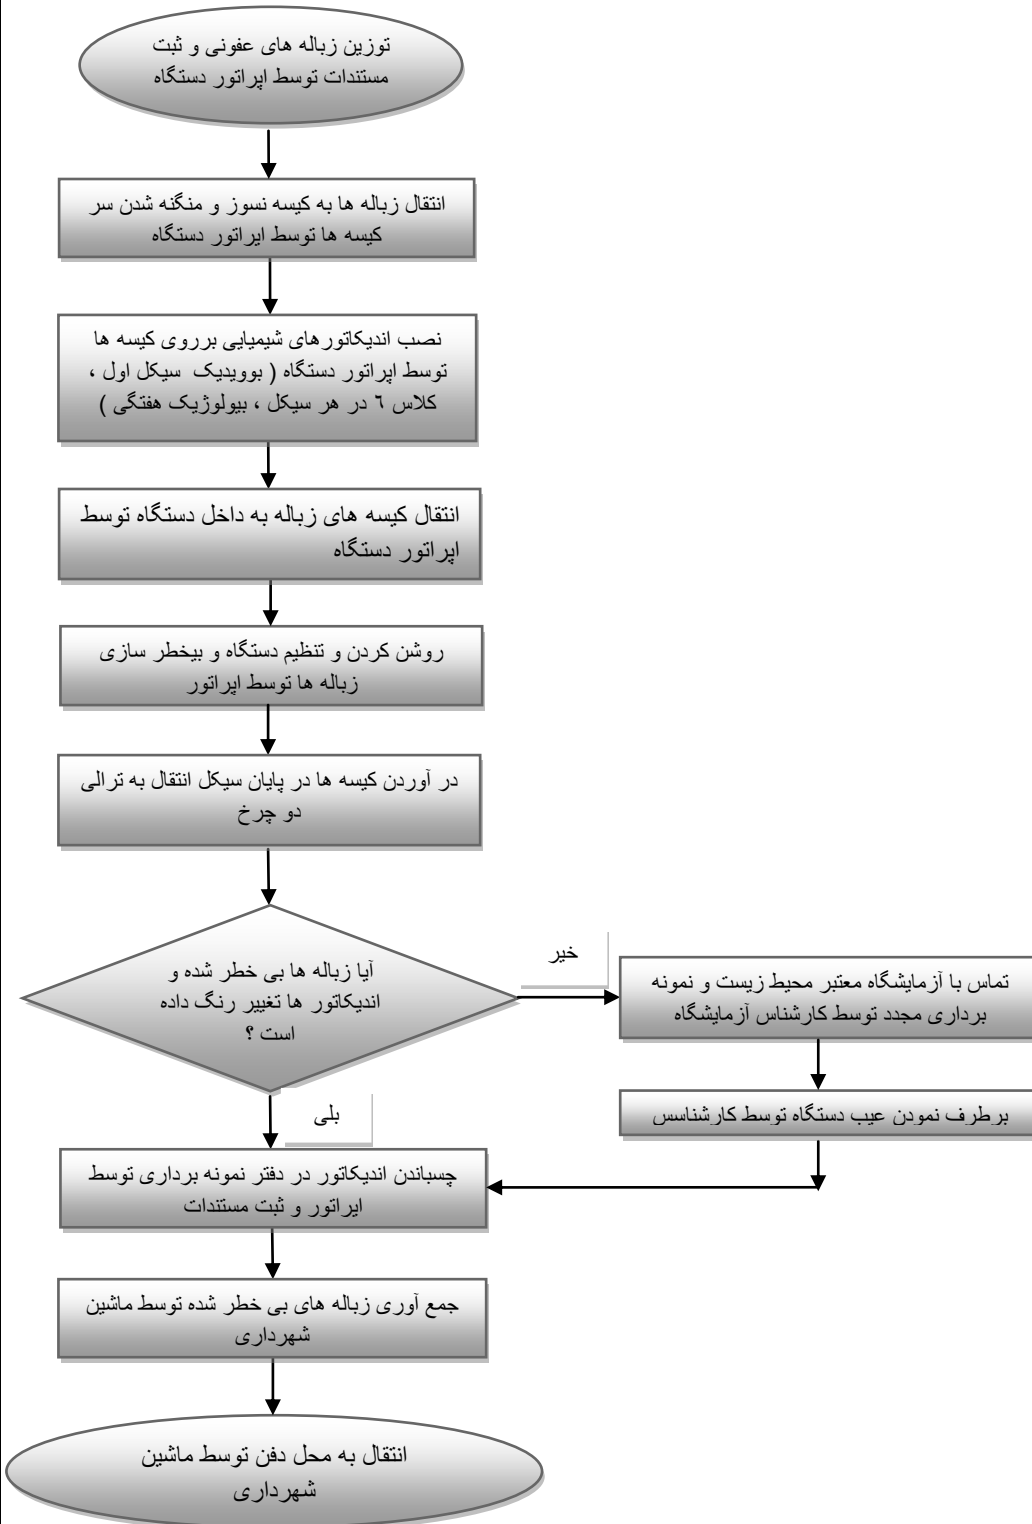 توزین زباله های عفونی و ثبت
مستندات توسط اپراتور دستگاه
انتقال زباله ها به کیسه نسوز و منگنه شدن سر
کیسه ها توسط اپراتور دستگاه
نصب اندیکاتورهای شیمیایی برروی کیسه ها
توسط اپراتور دستگاه ( بوویدیک سیکل اول ،
کلاس ٦ در هر سیکل ، بیولوژیک هفتگی )
انتقال کیسه های زباله به داخل دستگاه توسط
اپراتور دستگاه
روشن کردن و تنظیم دستگاه و بیخطر سازی
زباله ها توسط اپراتور
در آوردن کیسه ها در پایان سیکل انتقال به ترالی
دو چرخ
آیا زباله ها بی خطر شده و
اندیکاتور ها تغییر رنگ داده
است ؟
خیر
تماس با آزمایشگاه معتبر محیط زیست و نمونه
برداری مجدد توسط کارشناس آزمایشگاه
برطرف نمودن عیب دستگاه توسط کارشناسس
بلی
چسباندن اندیکاتور در دفتر نمونه برداری توسط
اپراتور و ثبت مستندات
جمع آوری زباله های بی خطر شده توسط ماشین
شهرداری
انتقال به محل دفن توسط ماشین
شهرداری